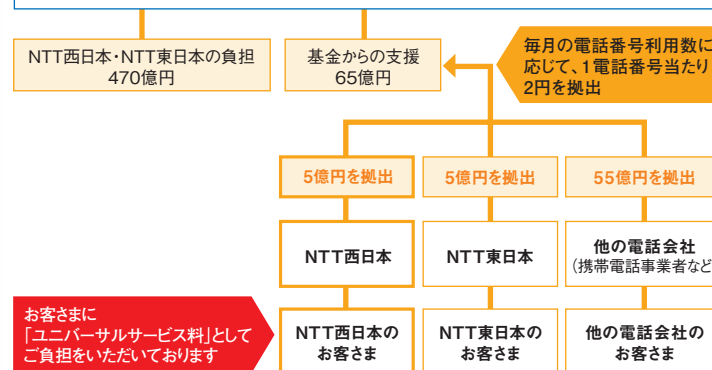 NTT西日本・NTT東日本の負担
470億円
基金からの支援
65億円
毎月の電話番号利用数に
応じて、1電話番号当たり
2円を拠出
5億円を拠出
5億円を拠出
55億円を拠出
NTT西日本
NTT東日本
他の電話会社
(携帯電話事業者など
お客さまに
「ユニバーサルサービス料」として
ご負担をいただいております
NTT西日本の
お客さま
NTT東日本の
お客さま
他の電話会社の
お客さま